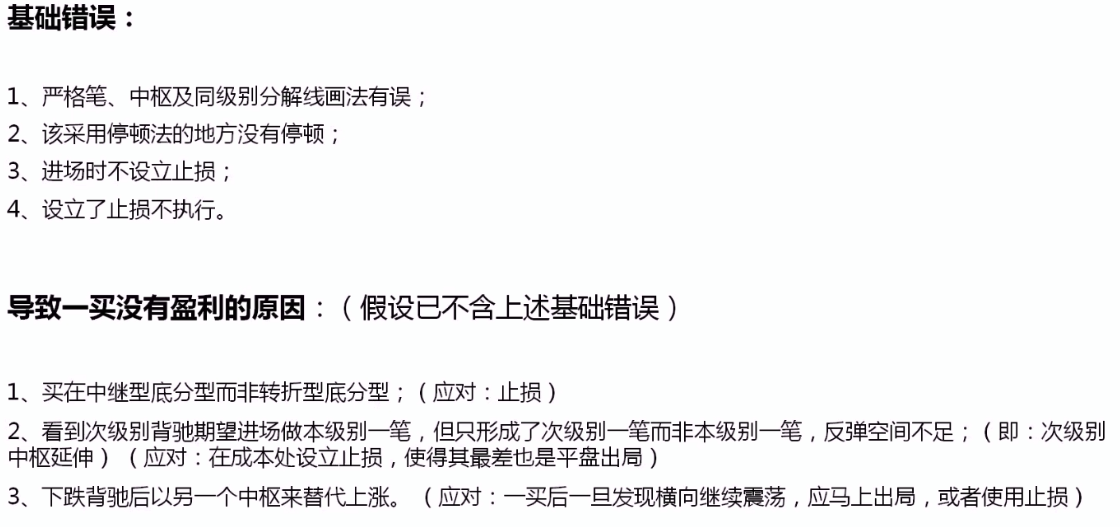 基础错误：
1、严格笔、中枢及同级别分解线画法有误；
2、该采用停顿法的地方没有停顿；
3、进场时不设立止损；
4、设立了止损不执行。
导致一买没有盈利的原因：（假设已不含上述基础错误）
1、买在中继型底分型而非转折型底分型；（应对：止损）
2、看到次级别背驰期望进场做本级别一笔，但只形成了次级别一笔而非本级别一笔，反弹空间不足；（即：次级别
中枢延伸）（应对：在成本处设立止损，使得其最差也是平盘出局）
3、下跌背驰后以另一个中枢来替代上涨。（应对：一买后一旦发现横向继续震荡，应马上出局，或者使用止损）